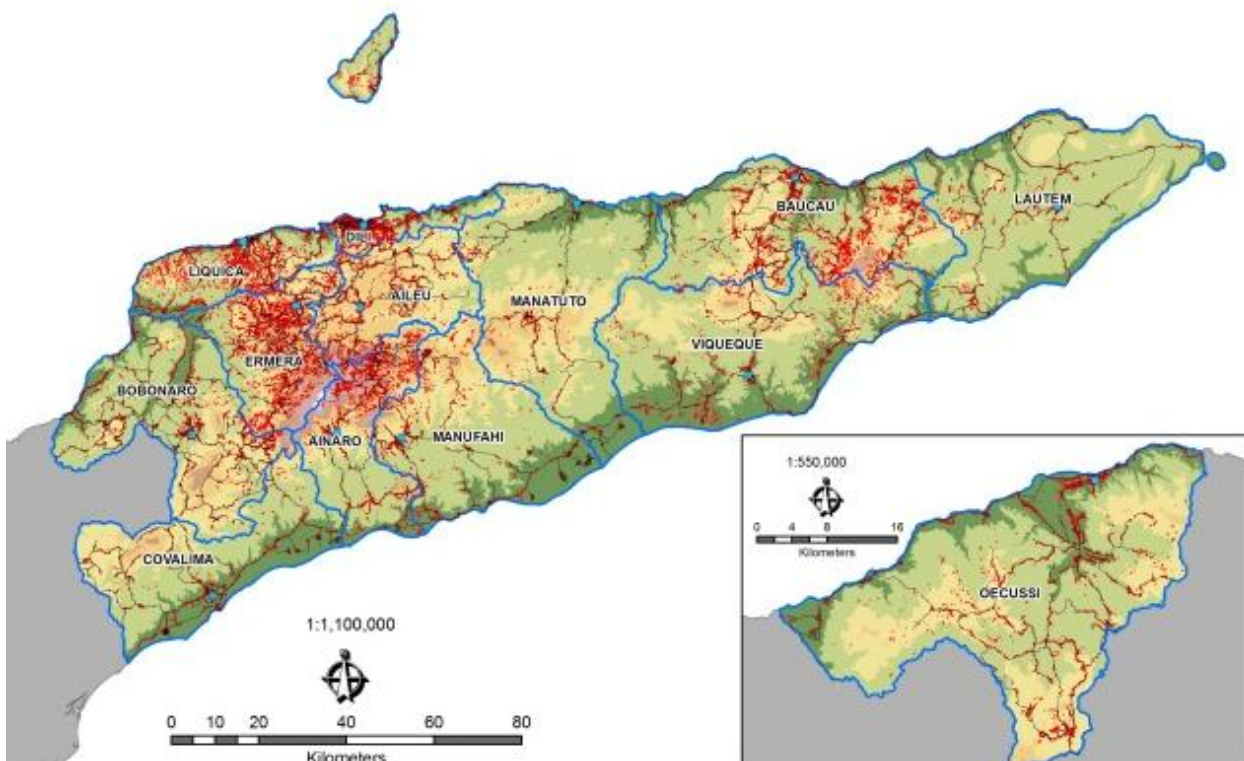 LAUTEM
BAUCAU
DILI
LIQUICA
AILEU
MANATUTO
VIQUEQUE
ERMERA
BOBONARO
AINARO
MANUFAHI
COVALIMA
1:1,100,000
0 10 20 40 60 80
Kilometers
1:550,000
0 4 8 16
Kilometers
OECUSSI